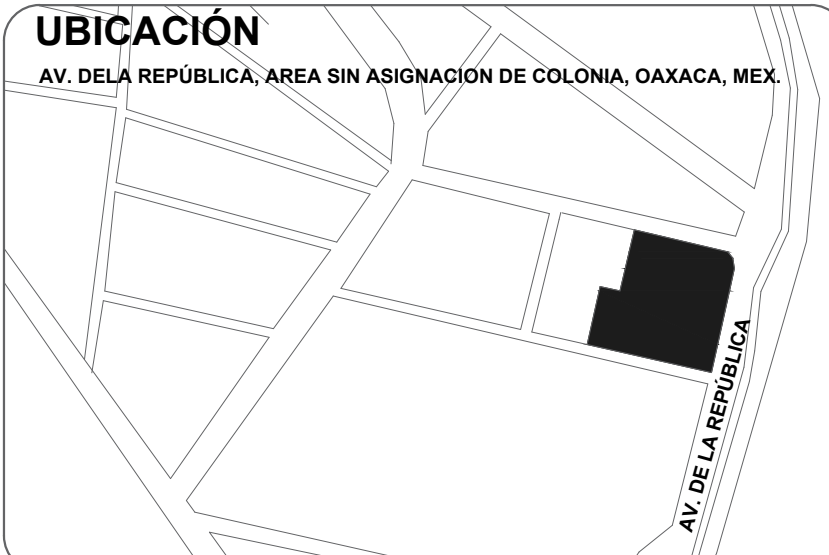 UBICACIÓN
AV. DELA REPÚBLICA, AREA SIN ASIGNACION DE COLONIA, OAXACA, MEX.
AV. DE LA REPÚBLICA